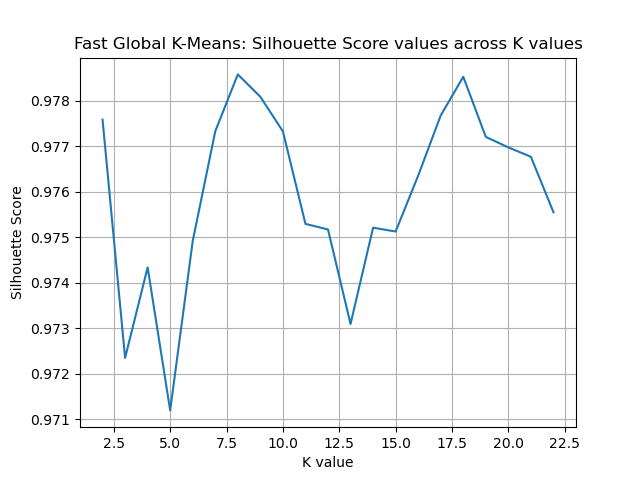 Fast Global K-Means: Silhouette Score values across K values
Silhouette Score
0.978
0.977
0.976
0.975
0.974
0.973
0.972
0.971
2.5 5.0 7.5 10.0 12.5 15.0 17.5 20.0 22.5
K value